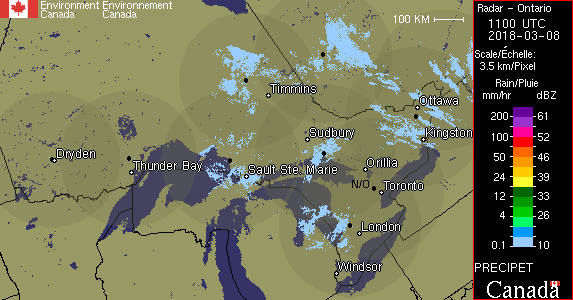 Environment Environnement
Canada Canada
100 KM
Timmins
Ottawa
Sudbury
Kingston
Dryden
Thunder Bay
Sault Ste. Marie
Orillia
N/O
Toronto
London
Windsor
Radar - Ontario
1100 UTC
2018-03-08
Scale/Échelle:
3.5 km/Pixel
Rain/Pluie
mm/hr dBZ
200 61
100 52
50 46
24 39
12 33
4 26
0.1 10
PRECIPET
Canada